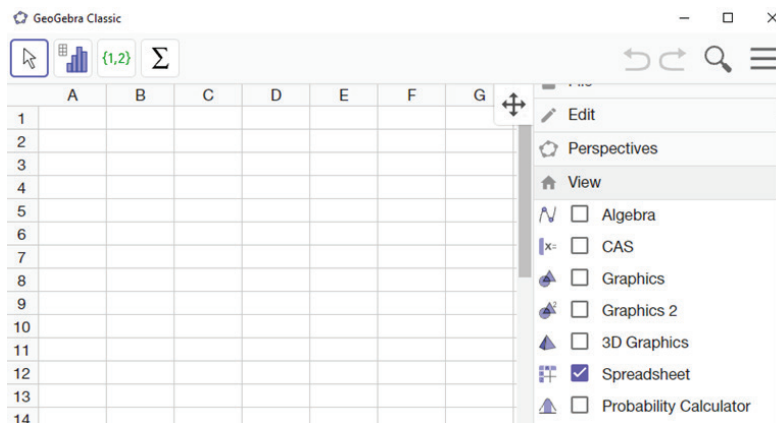 GeoGebra Classic
{1,2} Σ
A B C D E F G
1
2
3
4
5
6
7
8
9
10
11
12
13
14
Edit
Perspectives
View
Algebra
x= CAS
Graphics
2 Graphics 2
3D Graphics
Spreadsheet
Probability Calculator